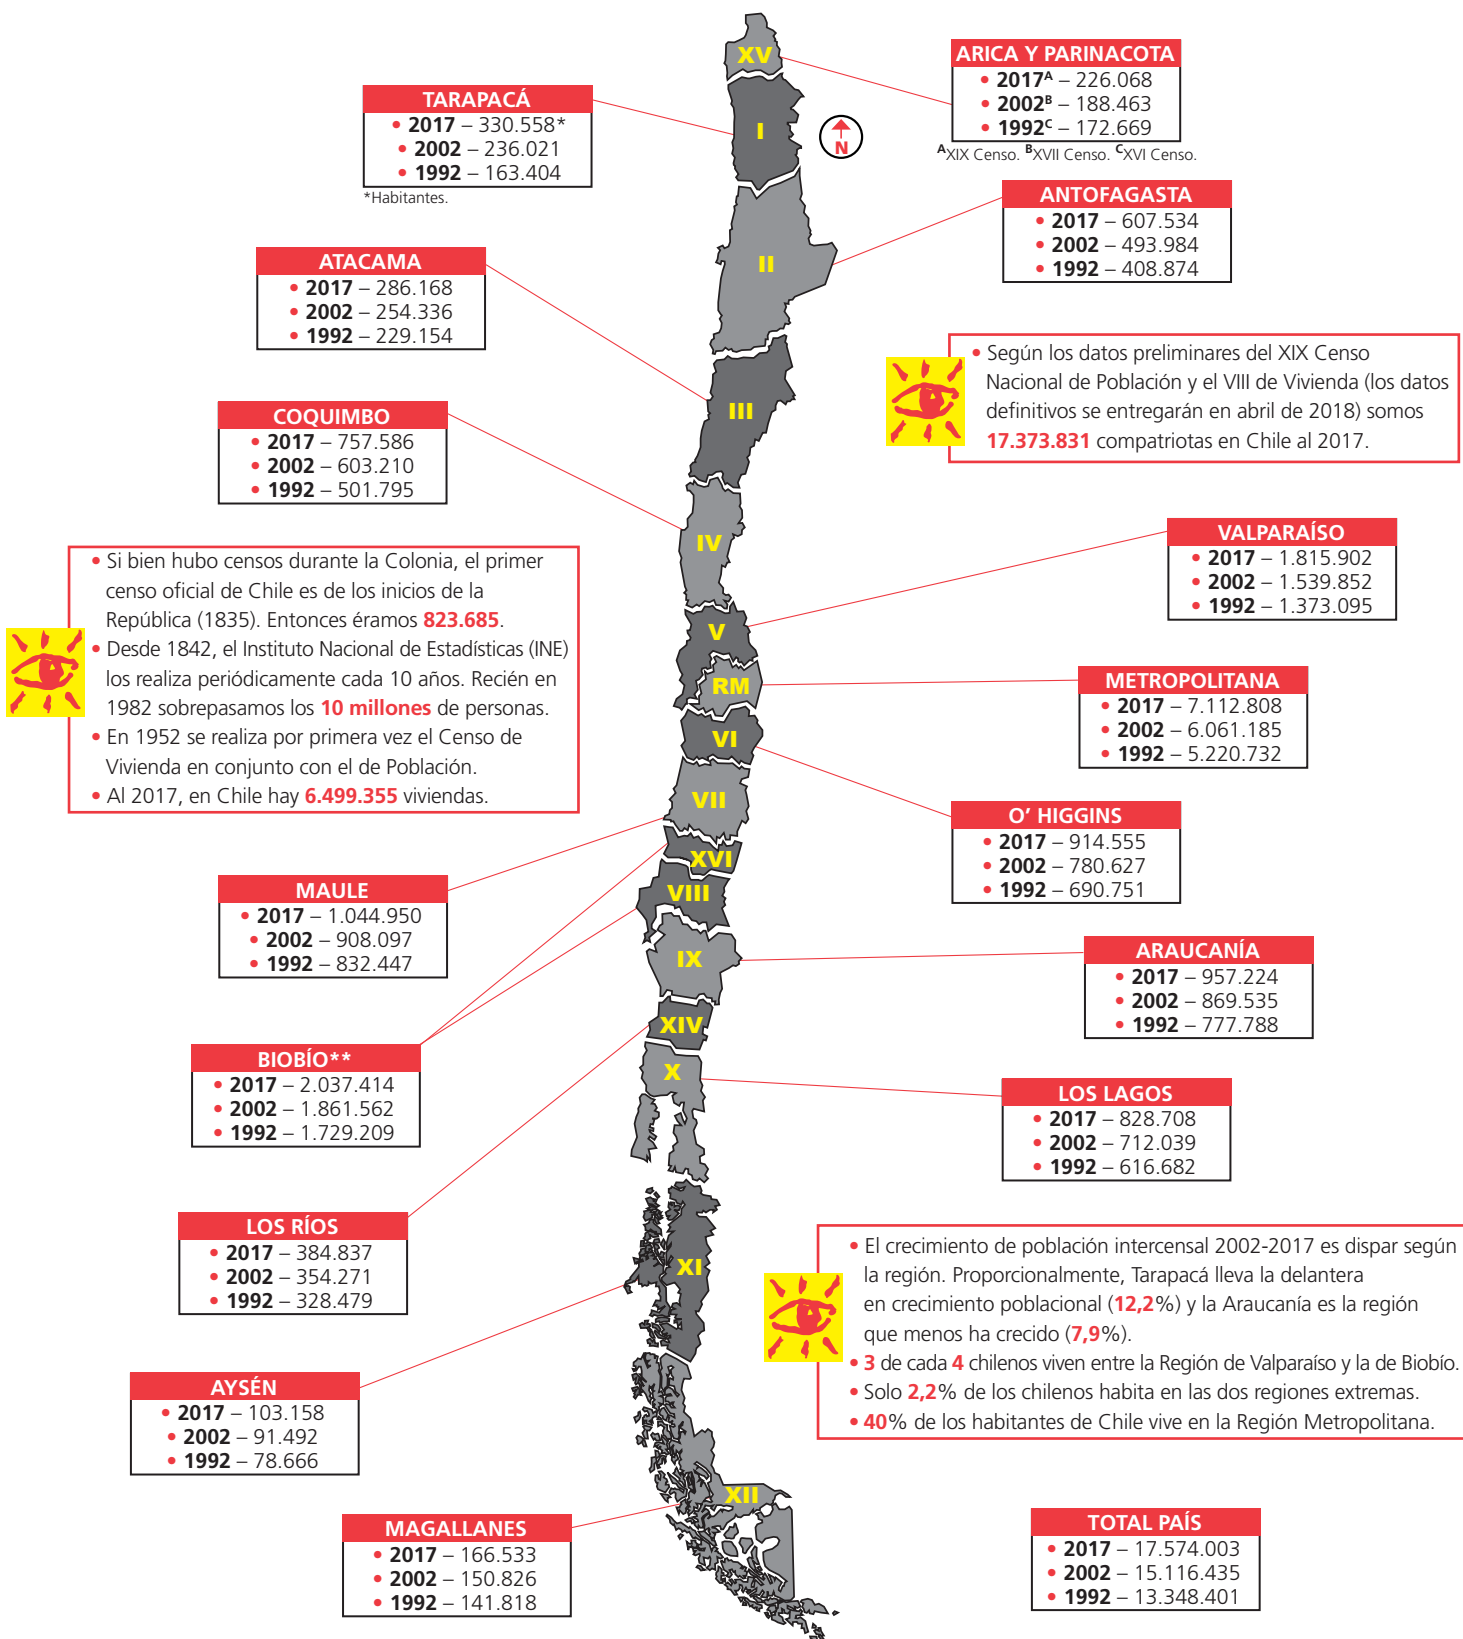 XV
ARICA Y PARINACOTA
• 2017ᴬ – 226.068
• 2002ᴮ – 188.463
• 1992ᶜ – 172.669
ᴬXIX Censo. ᴮXVII Censo. ᶜXVI Censo.
TARAPACÁ
• 2017 – 330.558*
• 2002 – 236.021
• 1992 – 163.404
*Habitantes.
I
N
ANTOFAGASTA
• 2017 – 607.534
• 2002 – 493.984
• 1992 – 408.874
II
ATACAMA
• 2017 – 286.168
• 2002 – 254.336
• 1992 – 229.154
• Según los datos preliminares del XIX Censo
Nacional de Población y el VIII de Vivienda (los datos
definitivos se entregarán en abril de 2018) somos
17.373.831 compatriotas en Chile al 2017.
III
COQUIMBO
• 2017 – 757.586
• 2002 – 603.210
• 1992 – 501.795
IV
VALPARAÍSO
• 2017 – 1.815.902
• 2002 – 1.539.852
• 1992 – 1.373.095
• Si bien hubo censos durante la Colonia, el primer
censo oficial de Chile es de los inicios de la
República (1835). Entonces éramos 823.685.
• Desde 1842, el Instituto Nacional de Estadísticas (INE)
los realiza periódicamente cada 10 años. Recién en
1982 sobrepasamos los 10 millones de personas.
• En 1952 se realiza por primera vez el Censo de
Vivienda en conjunto con el de Población.
• Al 2017, en Chile hay 6.499.355 viviendas.
V
RM
METROPOLITANA
• 2017 – 7.112.808
• 2002 – 6.061.185
• 1992 – 5.220.732
VI
VII
O’ HIGGINS
• 2017 – 914.555
• 2002 – 780.627
• 1992 – 690.751
XVI
VIII
MAULE
• 2017 – 1.044.950
• 2002 – 908.097
• 1992 – 832.447
IX
ARAUCANÍA
• 2017 – 957.224
• 2002 – 869.535
• 1992 – 777.788
XIV
BIOBÍO**
• 2017 – 2.037.414
• 2002 – 1.861.562
• 1992 – 1.729.209
X
LOS LAGOS
• 2017 – 828.708
• 2002 – 712.039
• 1992 – 616.682
LOS RÍOS
• 2017 – 384.837
• 2002 – 354.271
• 1992 – 328.479
XI
• El crecimiento de población intercensal 2002-2017 es dispar según
la región. Proporcionalmente, Tarapacá lleva la delantera
en crecimiento poblacional (12,2%) y la Araucanía es la región
que menos ha crecido (7,9%).
• 3 de cada 4 chilenos viven entre la Región de Valparaíso y la de Biobío.
• Solo 2,2% de los chilenos habita en las dos regiones extremas.
• 40% de los habitantes de Chile vive en la Región Metropolitana.
AYSÉN
• 2017 – 103.158
• 2002 – 91.492
• 1992 – 78.666
XII
MAGALLANES
• 2017 – 166.533
• 2002 – 150.826
• 1992 – 141.818
TOTAL PAÍS
• 2017 – 17.574.003
• 2002 – 15.116.435
• 1992 – 13.348.401